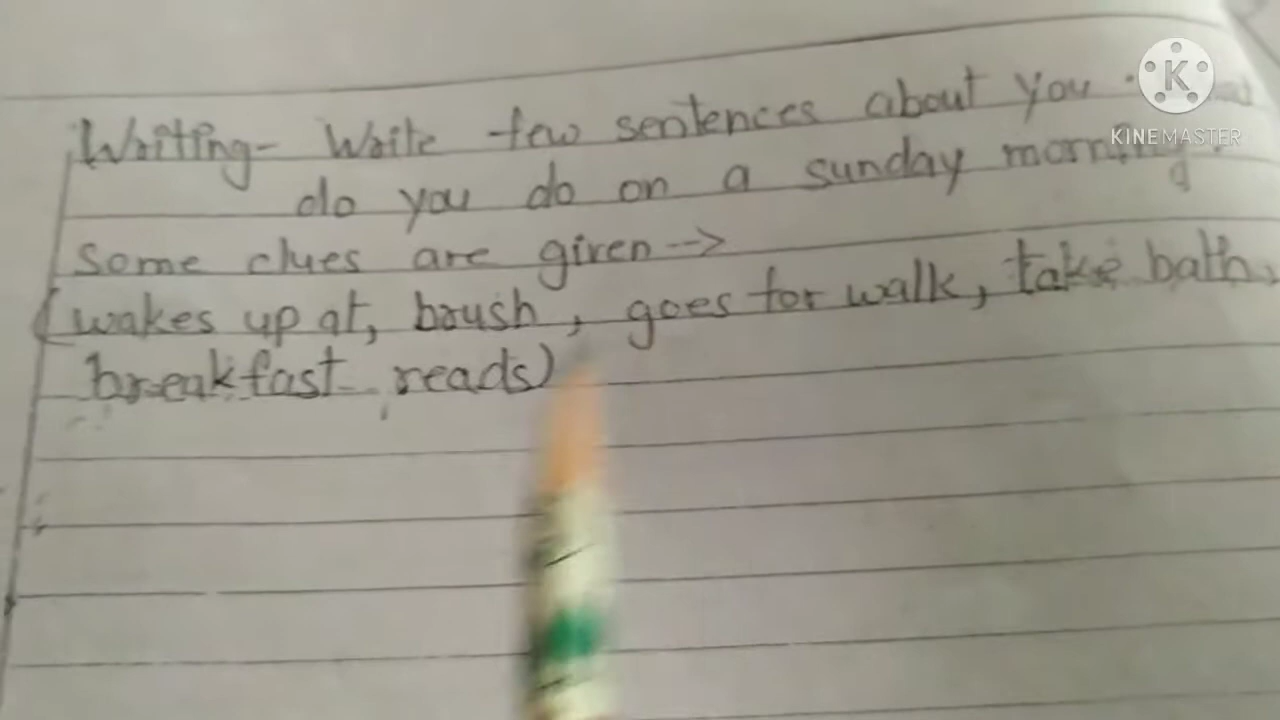 Writing- Write few sentences about you
do you do on a sunday morning
some clues are given -->
(wakes up at, brush, goes for walk, take bath,
breakfast, reads)
KINEMASTER